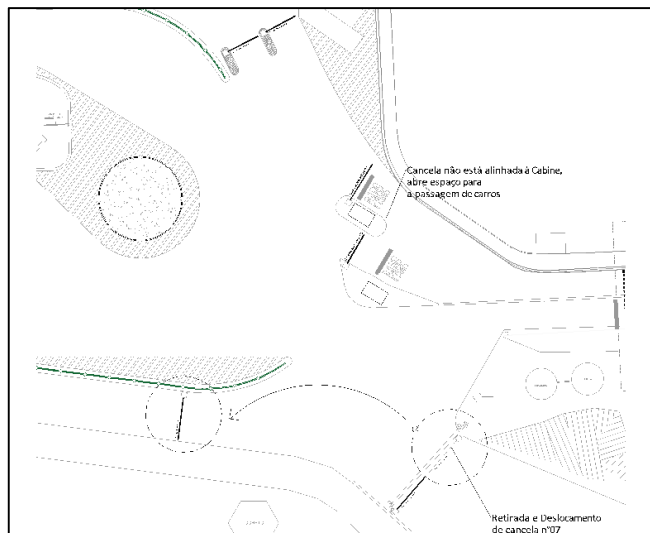 Cancela não está alinhada à Cabine,
abre espaço para
a passagem de carros
Retirada e Deslocamento
de cancela nº07